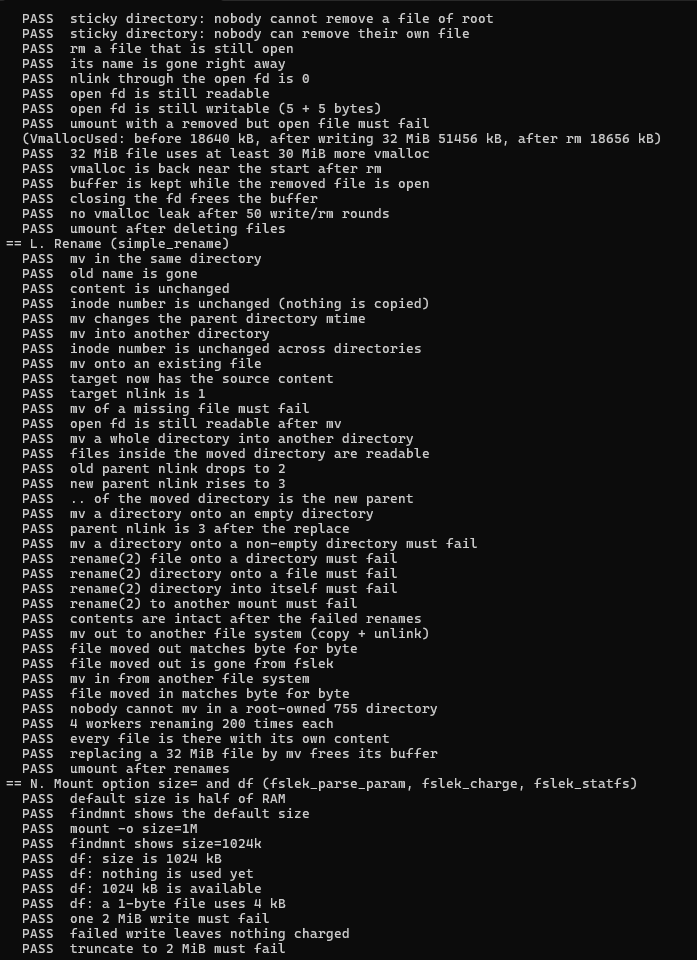 PASS  sticky directory: nobody cannot remove a file of root
PASS  sticky directory: nobody can remove their own file
PASS  rm a file that is still open
PASS  its name is gone right away
PASS  nlink through the open fd is 0
PASS  open fd is still readable
PASS  open fd is still writable (5 + 5 bytes)
PASS  umount with a removed but open file must fail
(VmallocUsed: before 18640 kB, after writing 32 MiB 51456 kB, after rm 18656 kB)
PASS  32 MiB file uses at least 30 MiB more vmalloc
PASS  vmalloc is back near the start after rm
PASS  buffer is kept while the removed file is open
PASS  closing the fd frees the buffer
PASS  no vmalloc leak after 50 write/rm rounds
PASS  umount after deleting files
== L. Rename (simple_rename)
PASS  mv in the same directory
PASS  old name is gone
PASS  content is unchanged
PASS  inode number is unchanged (nothing is copied)
PASS  mv changes the parent directory mtime
PASS  mv into another directory
PASS  inode number is unchanged across directories
PASS  mv onto an existing file
PASS  target now has the source content
PASS  target nlink is 1
PASS  mv of a missing file must fail
PASS  open fd is still readable after mv
PASS  mv a whole directory into another directory
PASS  files inside the moved directory are readable
PASS  old parent nlink drops to 2
PASS  new parent nlink rises to 3
PASS  .. of the moved directory is the new parent
PASS  mv a directory onto an empty directory
PASS  parent nlink is 3 after the replace
PASS  mv a directory onto a non-empty directory must fail
PASS  rename(2) file onto a directory must fail
PASS  rename(2) directory onto a file must fail
PASS  rename(2) directory into itself must fail
PASS  rename(2) to another mount must fail
PASS  contents are intact after the failed renames
PASS  mv out to another file system (copy + unlink)
PASS  file moved out matches byte for byte
PASS  file moved out is gone from fslek
PASS  mv in from another file system
PASS  file moved in matches byte for byte
PASS  nobody cannot mv in a root-owned 755 directory
PASS  4 workers renaming 200 times each
PASS  every file is there with its own content
PASS  replacing a 32 MiB file by mv frees its buffer
PASS  umount after renames
== N. Mount option size= and df (fslek_parse_param, fslek_charge, fslek_statfs)
PASS  default size is half of RAM
PASS  findmnt shows the default size
PASS  mount -o size=1M
PASS  findmnt shows size=1024k
PASS  df: size is 1024 kB
PASS  df: nothing is used yet
PASS  df: 1024 kB is available
PASS  df: a 1-byte file uses 4 kB
PASS  one 2 MiB write must fail
PASS  failed write leaves nothing charged
PASS  truncate to 2 MiB must fail